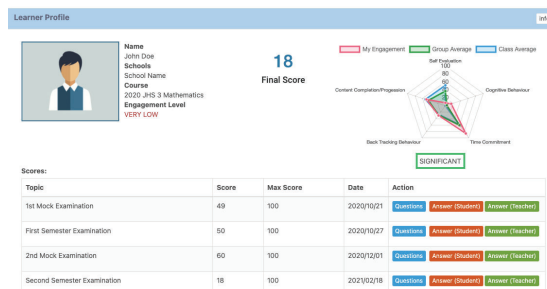 Learner Profile
Name
John Doe
Schools
School Name
Course
2020 JHS 3 Mathematics
Engagement Level
VERY LOW
18
Final Score
My Engagement
Group Average
Class Average
Self Evaluation
100
80
60
Content Completion/Progession
Cognitive Behaviour
Back Tracking Behaviour
Time Commitment
SIGNIFICANT
Scores:
Topic Score Max Score Date Action
1st Mock Examination 49 100 2020/10/21 Questions Answer (Student) Answer (Teacher)
First Semester Examination 50 100 2020/10/27 Questions Answer (Student) Answer (Teacher)
2nd Mock Examination 60 100 2020/12/01 Questions Answer (Student) Answer (Teacher)
Second Semester Examination 18 100 2021/02/18 Questions Answer (Student) Answer (Teacher)